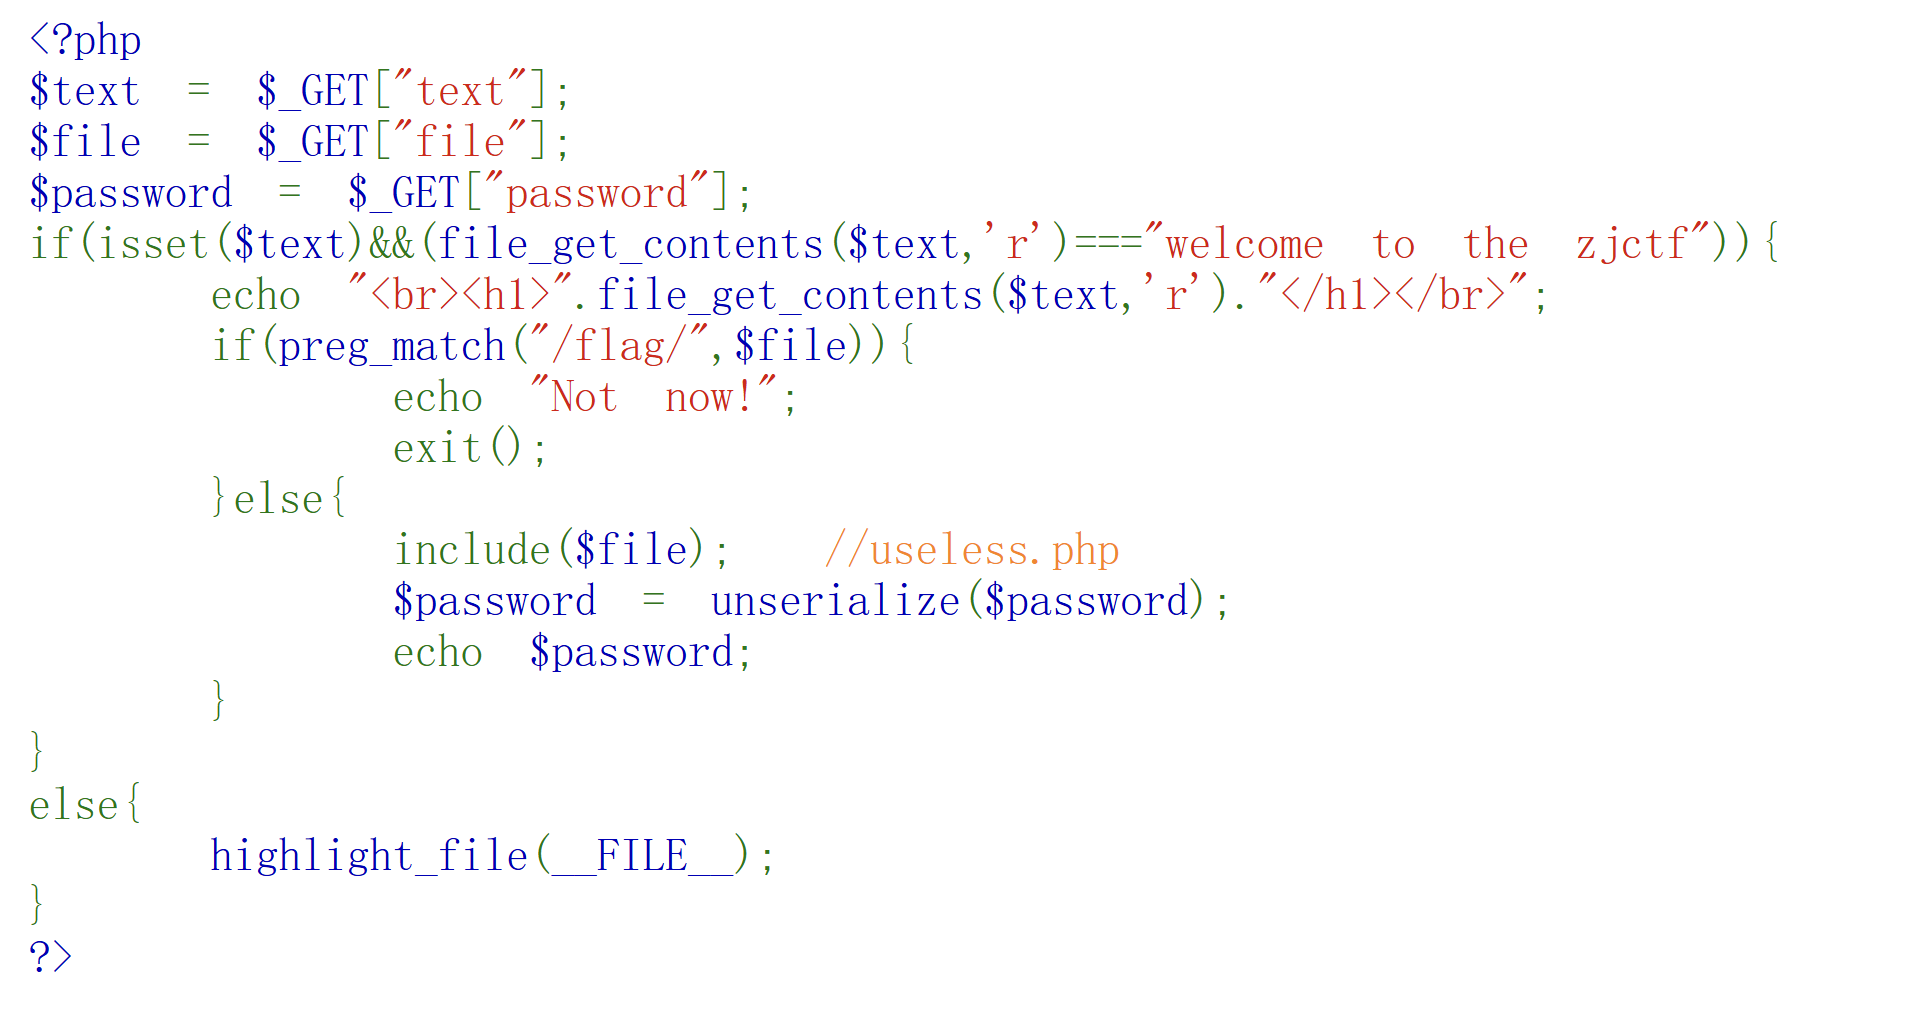 <?php
$text = $_GET["text"];
$file = $_GET["file"];
$password = $_GET["password"];
if(isset($text)&&(file_get_contents($text,'r')==="welcome to the zjctf")){
echo "<br><h1>".file_get_contents($text,'r')."</h1></br>";
if(preg_match("/flag/",$file)){
echo "Not now!";
exit();
}else{
include($file); //useless.php
$password = unserialize($password);
echo $password;
}
}
else{
highlight_file(__FILE__);
}
?>